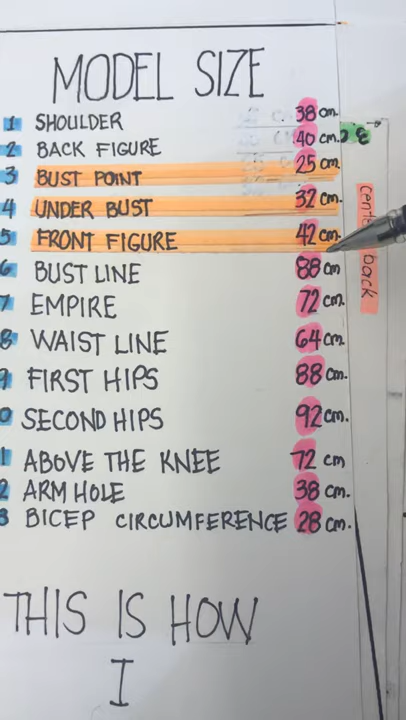 MODEL SIZE
1 SHOULDER 38 cm.
2 BACK FIGURE 40 cm.
3 BUST POINT 25 cm.
4 UNDER BUST 32 cm.
5 FRONT FIGURE 42 cm.
6 BUST LINE 88 cm
7 EMPIRE 72 cm.
8 WAIST LINE 64 cm.
9 FIRST HIPS 88 cm.
0 SECOND HIPS 92 cm.
1 ABOVE THE KNEE 72 cm
2 ARM HOLE 38 cm.
3 BICEP CIRCUMFERENCE 28 cm.
THIS IS HOW
I
center back